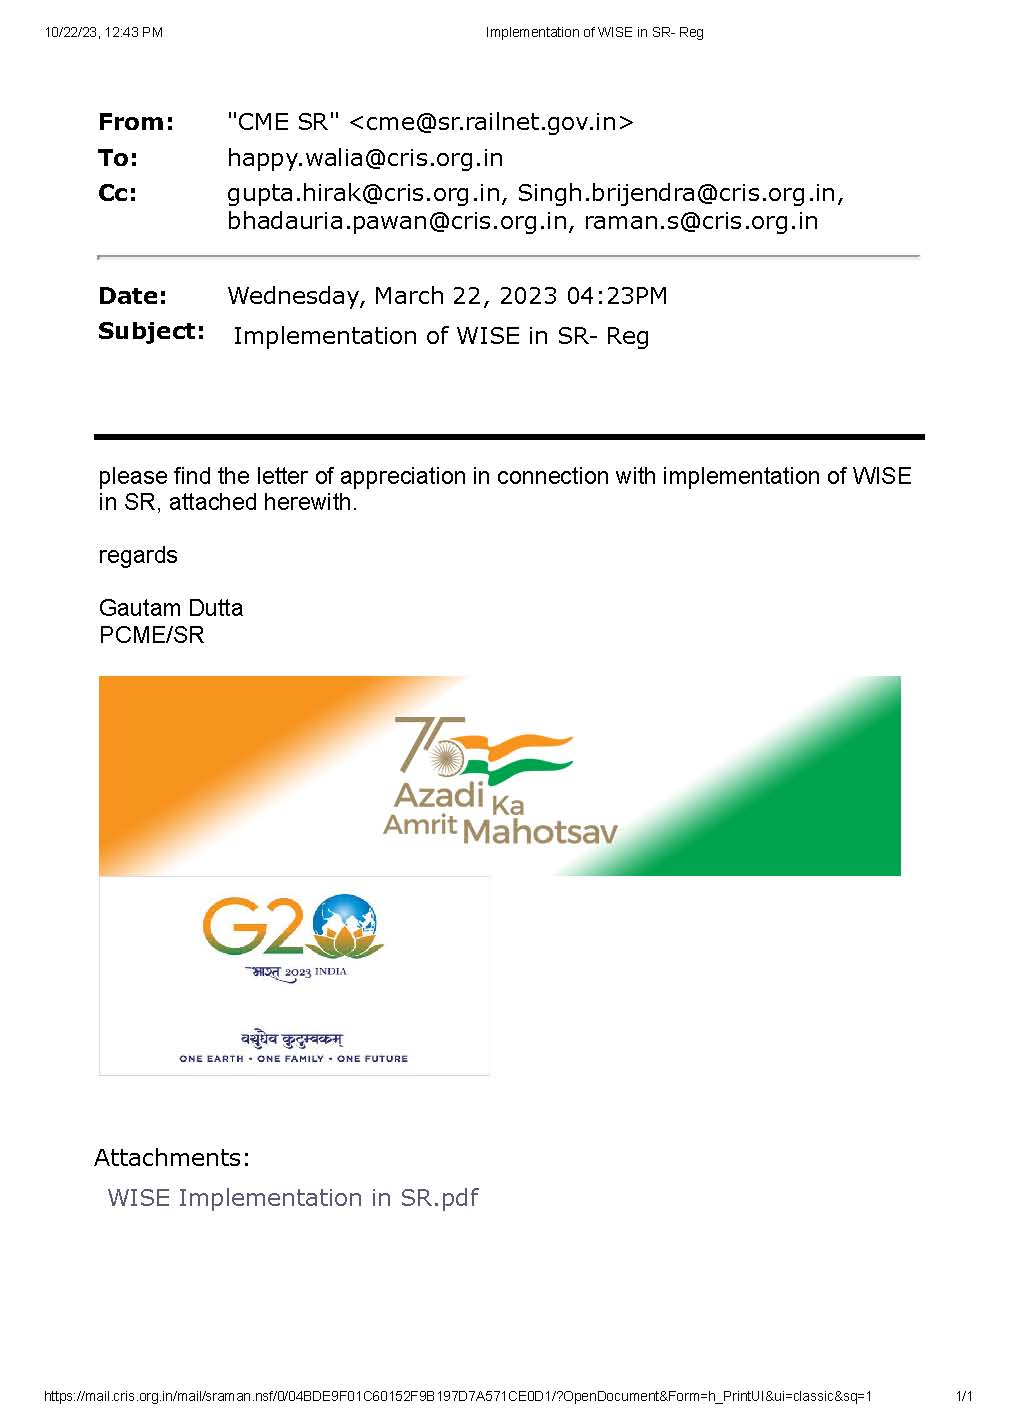 10/22/23, 12:43 PM
Implementation of WISE in SR- Reg
From: "CME SR" <cme@sr.railnet.gov.in>
To: happy.walia@cris.org.in
Cc: gupta.hirak@cris.org.in, Singh.brijendra@cris.org.in,
bhadauria.pawan@cris.org.in, raman.s@cris.org.in
Date: Wednesday, March 22, 2023 04:23PM
Subject: Implementation of WISE in SR- Reg
please find the letter of appreciation in connection with implementation of WISE
in SR, attached herewith.
regards
Gautam Dutta
PCME/SR
75
Azadi Ka
Amrit Mahotsav
G20
भारत 2023 INDIA
वसुधैव कुटुम्बकम्
ONE EARTH • ONE FAMILY • ONE FUTURE
Attachments:
WISE Implementation in SR.pdf
https://mail.cris.org.in/mail/sraman.nsf/0/04BDE9F01C60152F9B197D7A571CE0D1/?OpenDocument&Form=h_PrintUI&ui=classic&sq=1
1/1